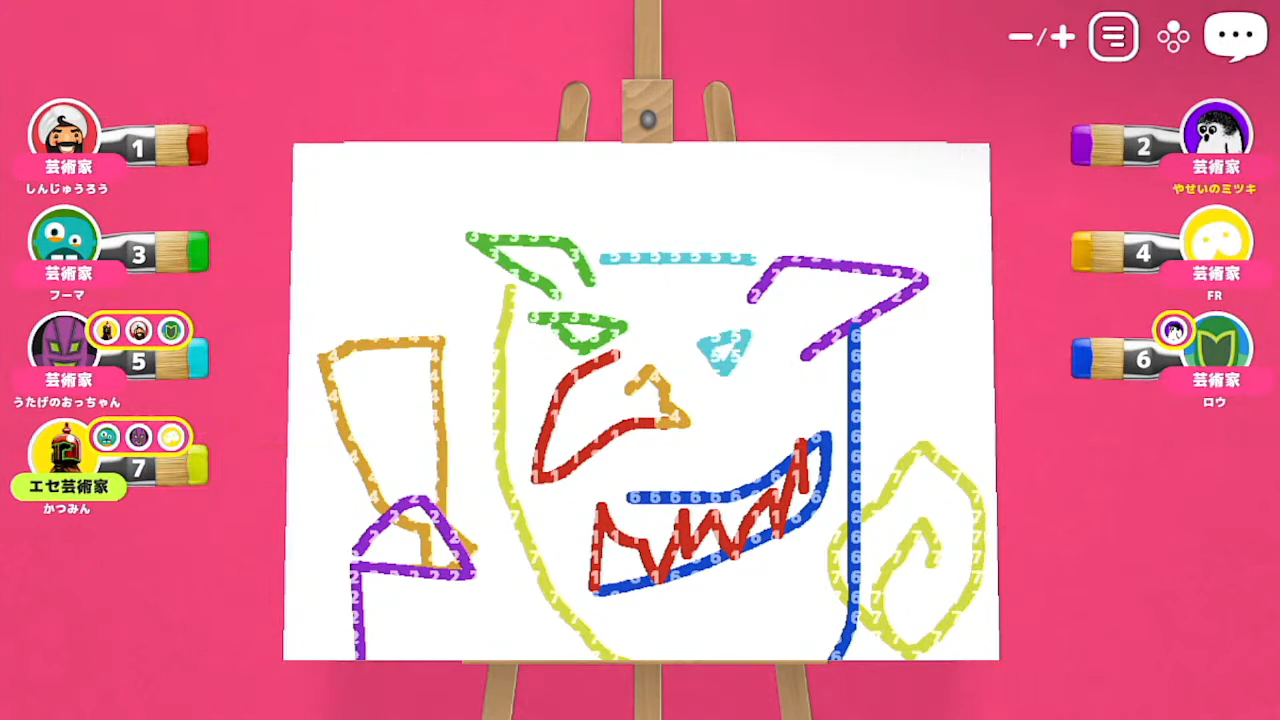 −/+
1
芸術家
しんじゅうろう
3
芸術家
フーマ
5
芸術家
うたげのおっちゃん
7
エセ芸術家
かつみん
2
芸術家
やせいのミツキ
4
芸術家
FR
6
芸術家
ロウ